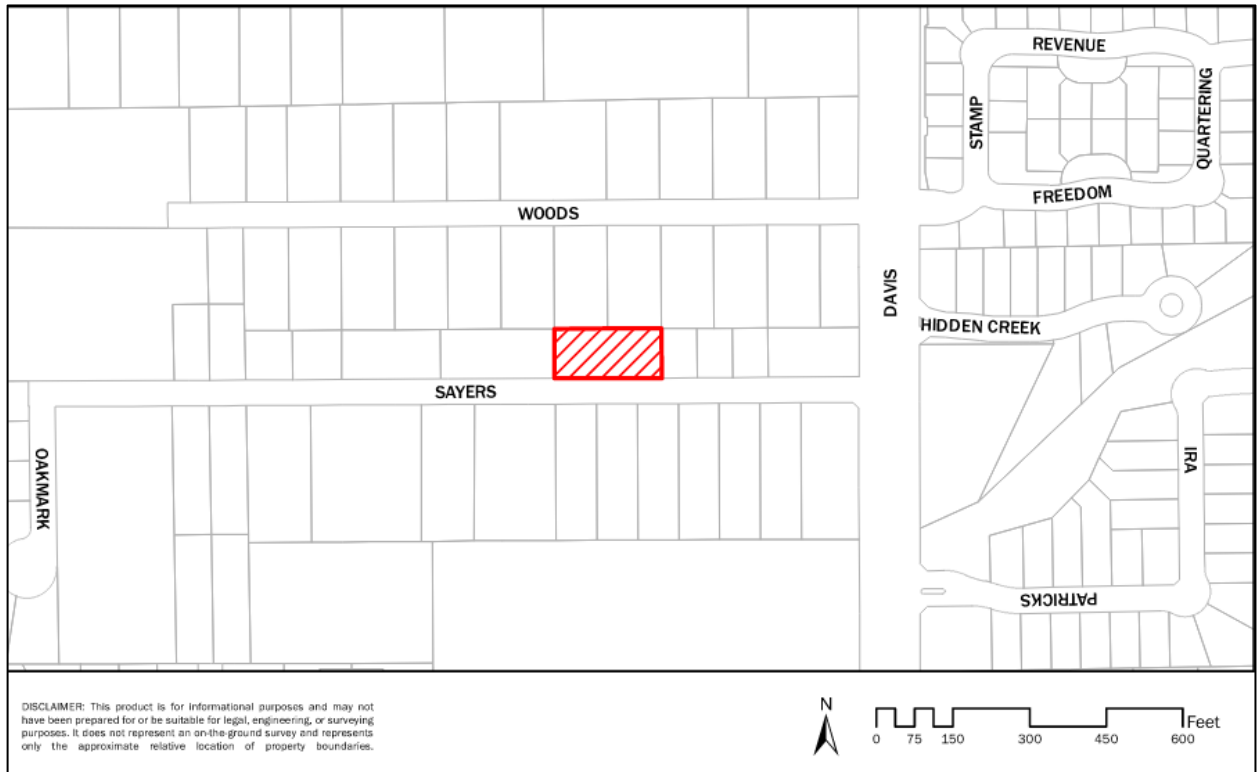 REVENUE
STAMP
QUARTERING
FREEDOM
WOODS
DAVIS
HIDDEN CREEK
SAYERS
OAKMARK
IRA
PATRICKS
DISCLAIMER: This product is for informational purposes and may not
have been prepared for or be suitable for legal, engineering, or surveying
purposes. It does not represent an on-the-ground survey and represents
only the approximate relative location of property boundaries.
N
Feet
0 75 150 300 450 600